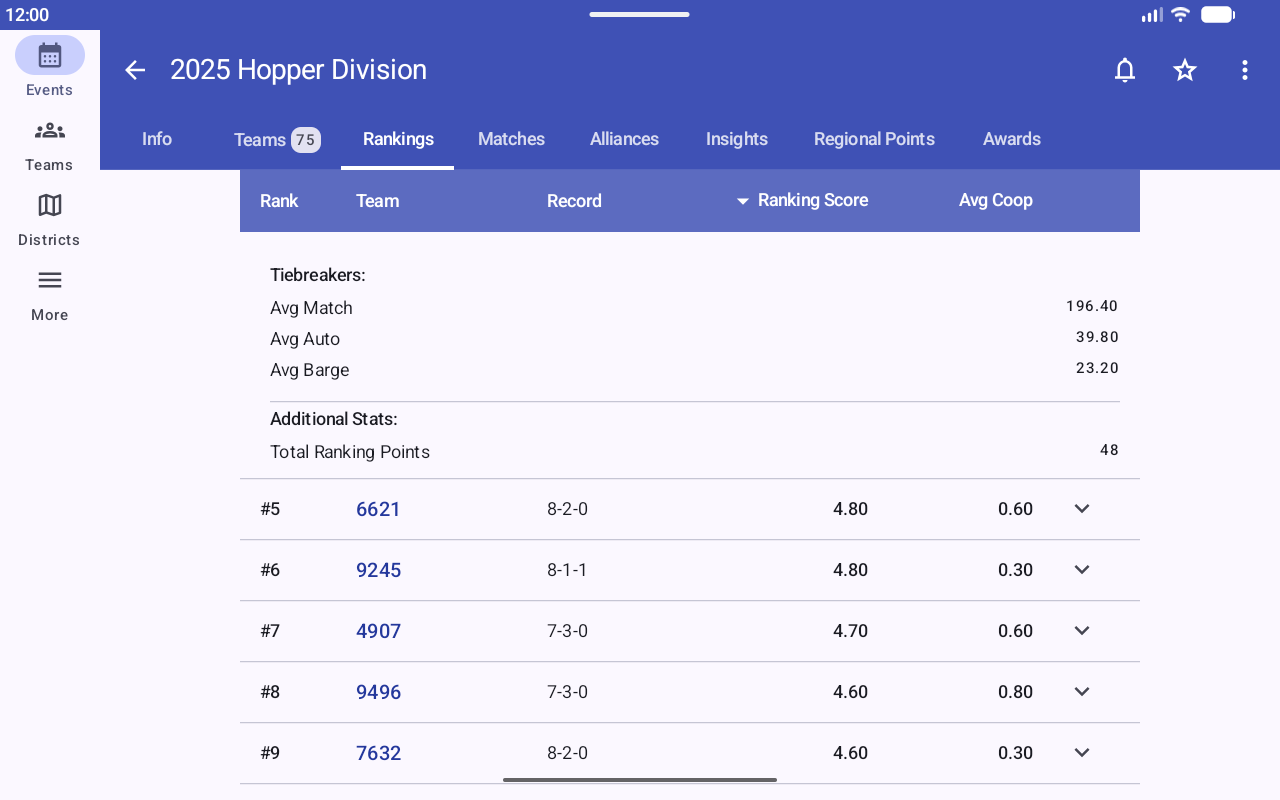 12:00
2025 Hopper Division
Info Teams 75 Rankings Matches Alliances Insights Regional Points Awards
Events
Teams
Districts
More
Rank Team Record Ranking Score Avg Coop
Tiebreakers:
Avg Match 196.40
Avg Auto 39.80
Avg Barge 23.20
Additional Stats:
Total Ranking Points 48
#5 6621 8-2-0 4.80 0.60
#6 9245 8-1-1 4.80 0.30
#7 4907 7-3-0 4.70 0.60
#8 9496 7-3-0 4.60 0.80
#9 7632 8-2-0 4.60 0.30